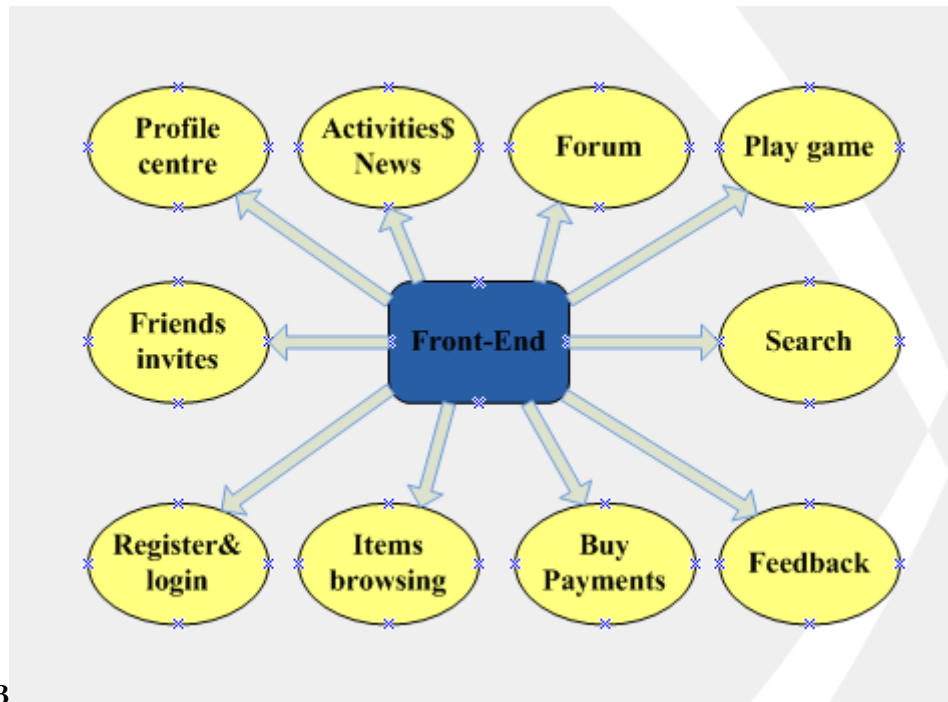 Profile
centre
Activities$
News
Forum
Play game
Friends
invites
Front-End
Search
Register&
login
Items
browsing
Buy
Payments
Feedback
3